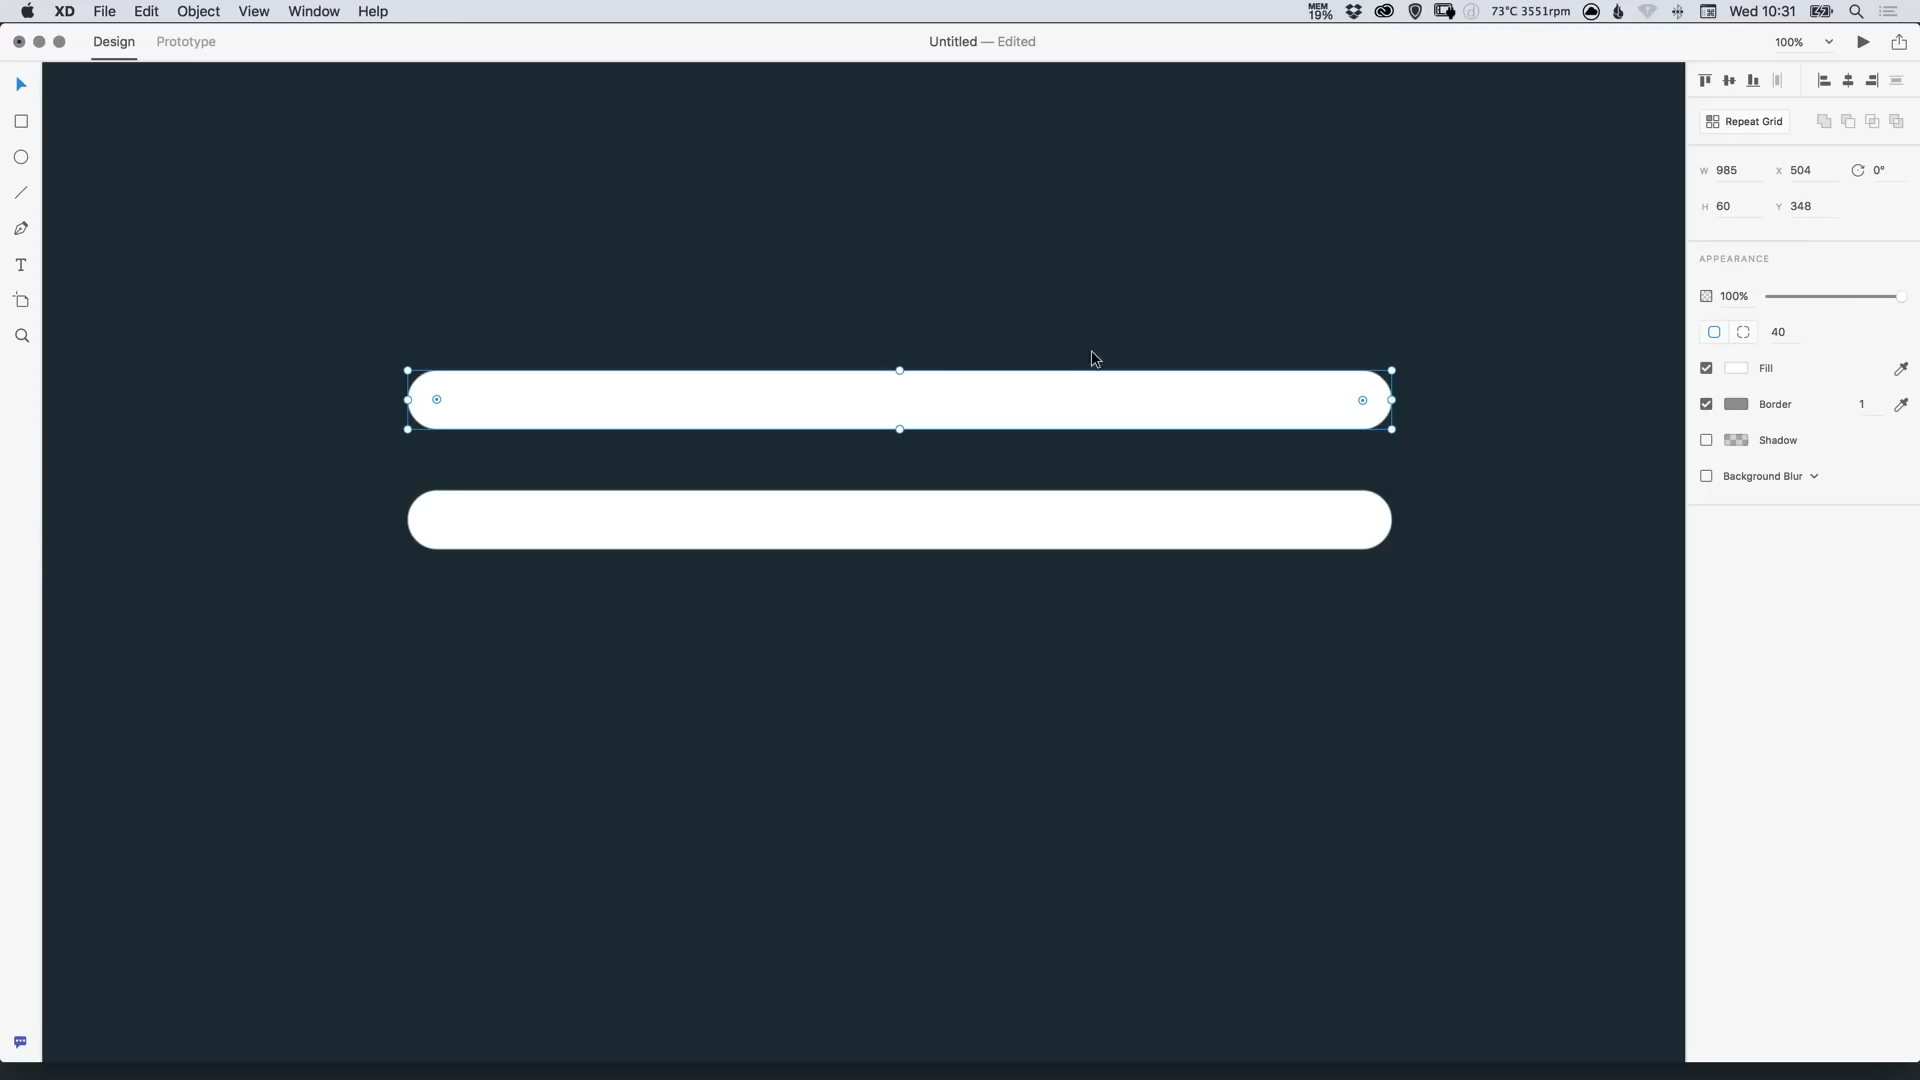 XD File Edit Object View Window Help
MEM 19% 73°C 3551rpm Wed 10:31
Design Prototype
Untitled — Edited
100%
Repeat Grid
W 985 X 504 0°
H 60 Y 348
APPEARANCE
100%
40
Fill
Border 1
Shadow
Background Blur
T